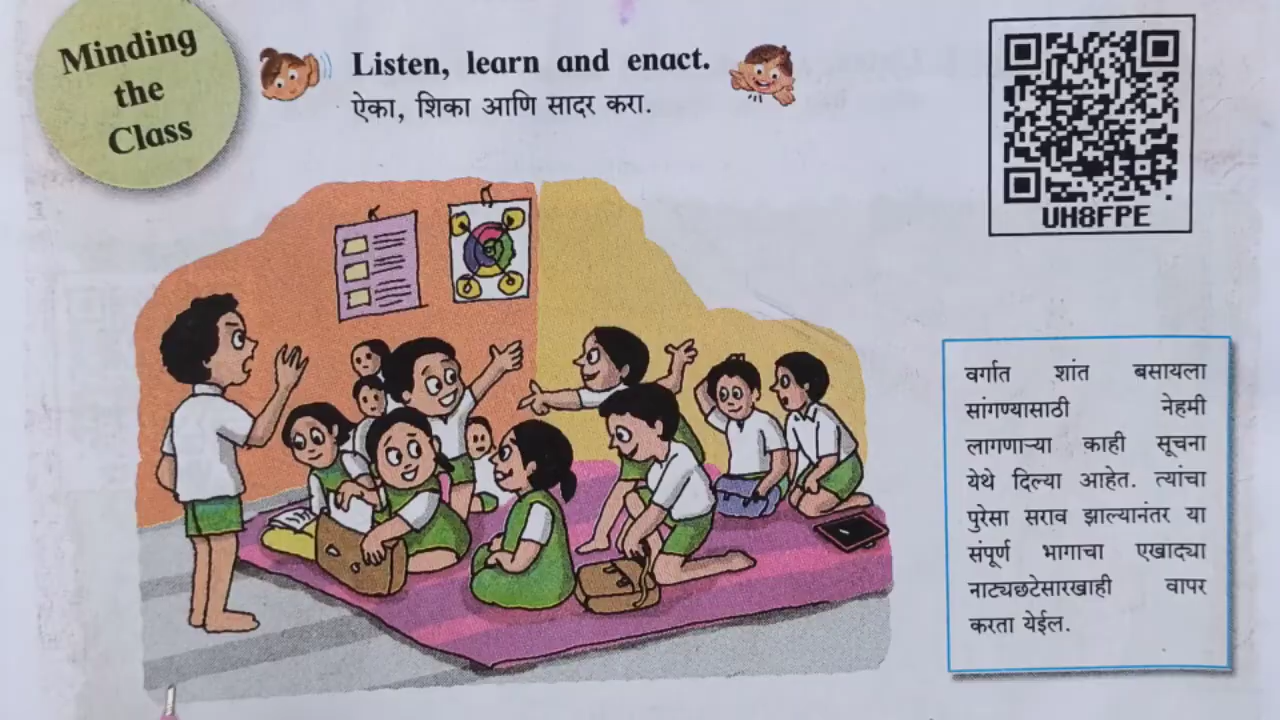 Minding
the
Class
Listen, learn and enact.
ऐका, शिका आणि सादर करा.
UH8FPE
वर्गात शांत बसायला
सांगण्यासाठी नेहमी
लागणाऱ्या काही सूचना
येथे दिल्या आहेत. त्यांचा
पुरेसा सराव झाल्यानंतर या
संपूर्ण भागाचा एखाद्या
नाट्यछटेसारखाही वापर
करता येईल.